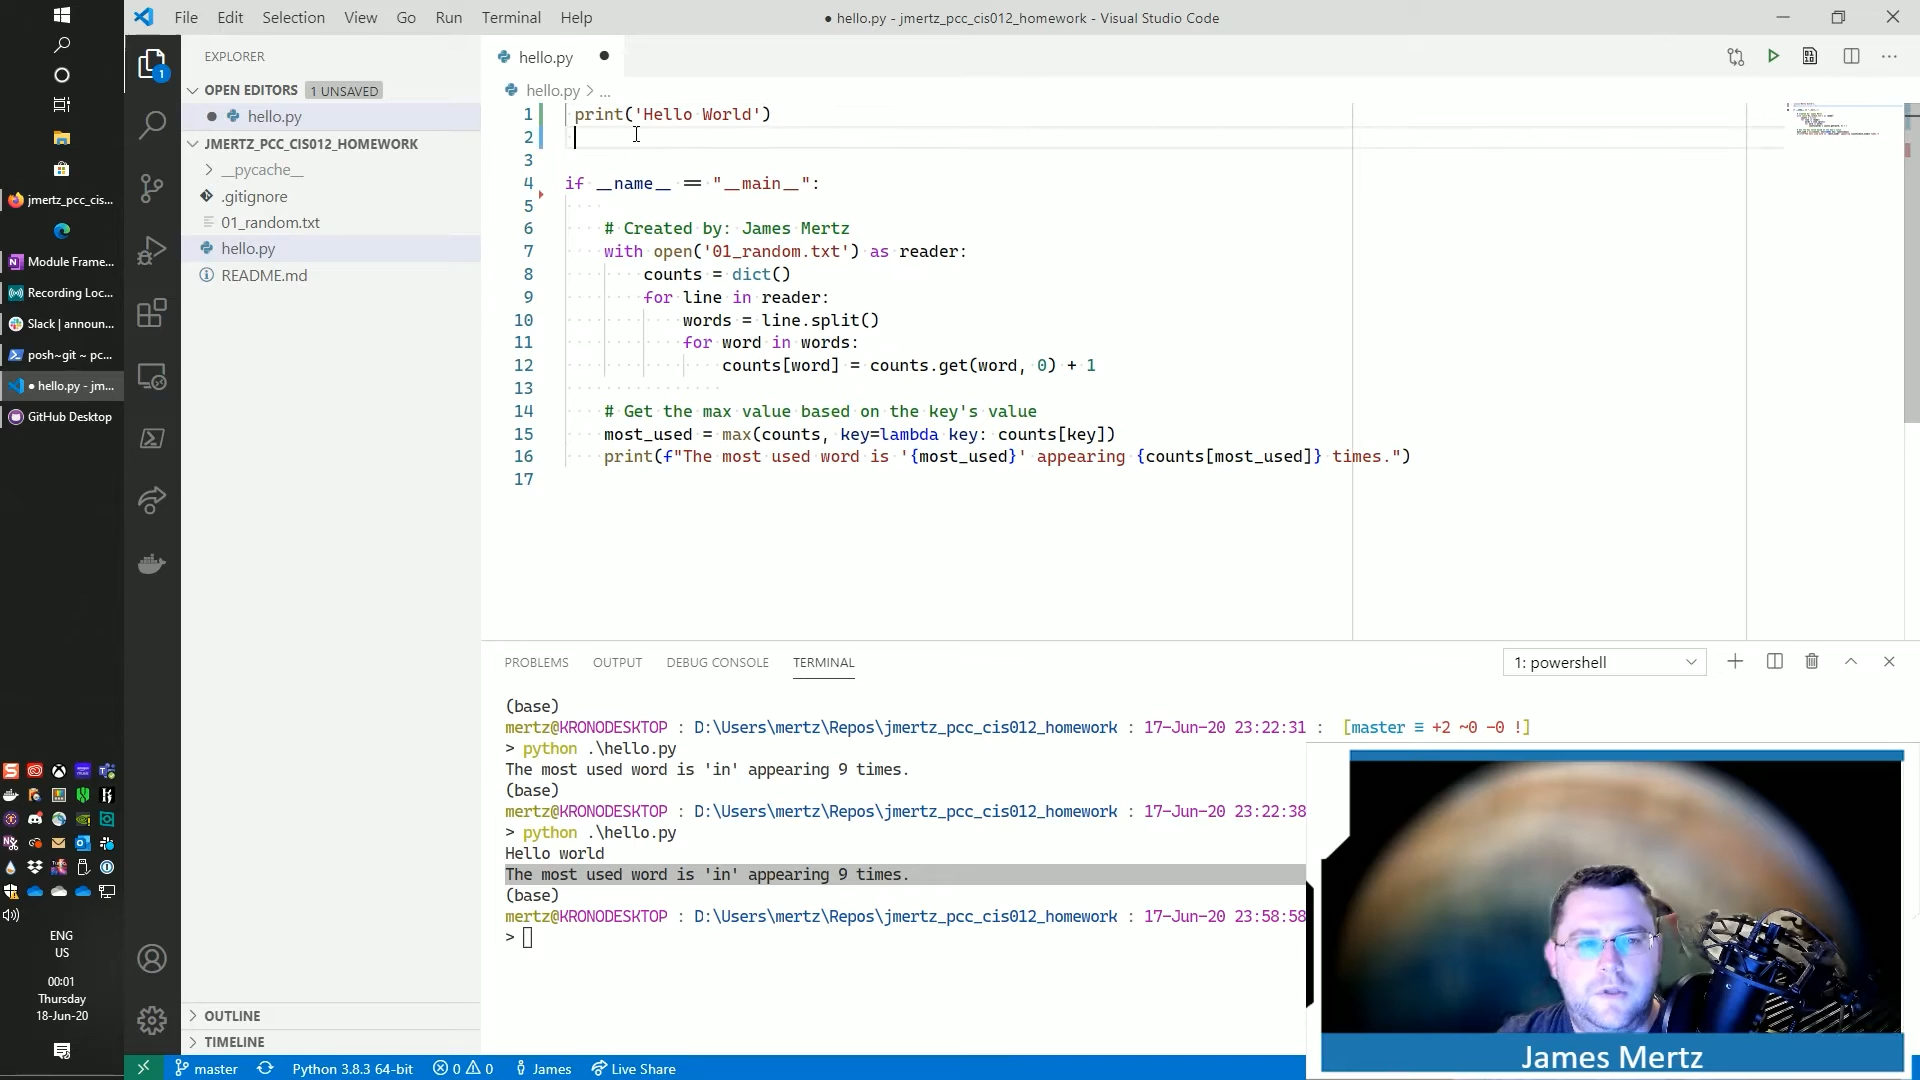 File Edit Selection View Go Run Terminal Help
● hello.py - jmertz_pcc_cis012_homework - Visual Studio Code
jmertz_pcc_cis...
Module Frame...
Recording Loc...
Slack | announ...
posh~git ~ pc...
● hello.py - jm...
GitHub Desktop
ENG
US
00:01
Thursday
18-Jun-20
1
EXPLORER
OPEN EDITORS 1 UNSAVED
● hello.py
JMERTZ_PCC_CIS012_HOMEWORK
__pycache__
.gitignore
01_random.txt
hello.py
README.md
OUTLINE
TIMELINE
hello.py ●
hello.py > ...
1 print('Hello World')
2
3
4 if __name__ == "__main__":
5
6 # Created by: James Mertz
7 with open('01_random.txt') as reader:
8 counts = dict()
9 for line in reader:
10 words = line.split()
11 for word in words:
12 counts[word] = counts.get(word, 0) + 1
13
14 # Get the max value based on the key's value
15 most_used = max(counts, key=lambda key: counts[key])
16 print(f"The most used word is '{most_used}' appearing {counts[most_used]} times.")
17
PROBLEMS OUTPUT DEBUG CONSOLE TERMINAL
1: powershell
(base)
mertz@KRONODESKTOP : D:\Users\mertz\Repos\jmertz_pcc_cis012_homework : 17-Jun-20 23:22:31 : [master ≡ +2 ~0 -0 !]
> python .\hello.py
The most used word is 'in' appearing 9 times.
(base)
mertz@KRONODESKTOP : D:\Users\mertz\Repos\jmertz_pcc_cis012_homework : 17-Jun-20 23:22:38
> python .\hello.py
Hello world
The most used word is 'in' appearing 9 times.
(base)
mertz@KRONODESKTOP : D:\Users\mertz\Repos\jmertz_pcc_cis012_homework : 17-Jun-20 23:58:58
>
James Mertz
master Python 3.8.3 64-bit 0 0 James Live Share